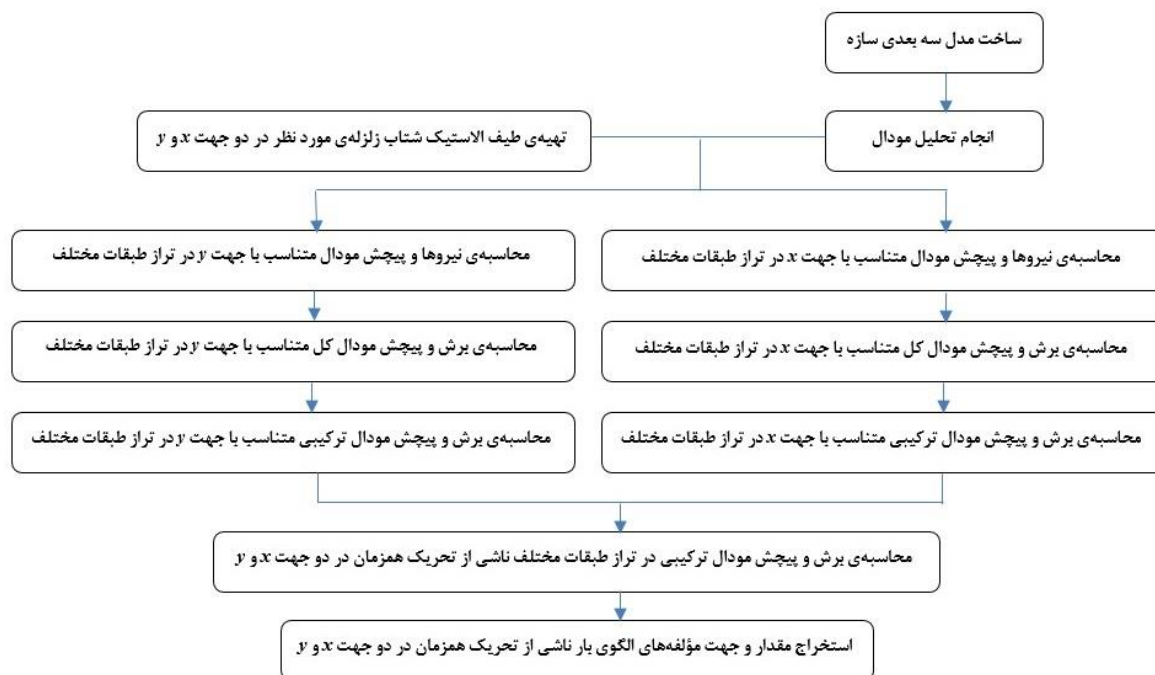 ساخت مدل سه بعدی سازه
انجام تحلیل مودال
تهیه‌ی طیف الاستیک شتاب زلزله‌ی مورد نظر در دو جهت x و y
محاسبه‌ی نیروها و پیچش مودال متناسب با جهت x در تراز طبقات مختلف
محاسبه‌ی نیروها و پیچش مودال متناسب با جهت y در تراز طبقات مختلف
محاسبه‌ی برش و پیچش مودال کل متناسب با جهت x در تراز طبقات مختلف
محاسبه‌ی برش و پیچش مودال کل متناسب با جهت y در تراز طبقات مختلف
محاسبه‌ی برش و پیچش مودال ترکیبی متناسب با جهت x در تراز طبقات مختلف
محاسبه‌ی برش و پیچش مودال ترکیبی متناسب با جهت y در تراز طبقات مختلف
محاسبه‌ی برش و پیچش مودال ترکیبی در تراز طبقات مختلف ناشی از تحریک همزمان در دو جهت x و y
استخراج مقدار و جهت مؤلفه‌های الگوی بار ناشی از تحریک همزمان در دو جهت x و y